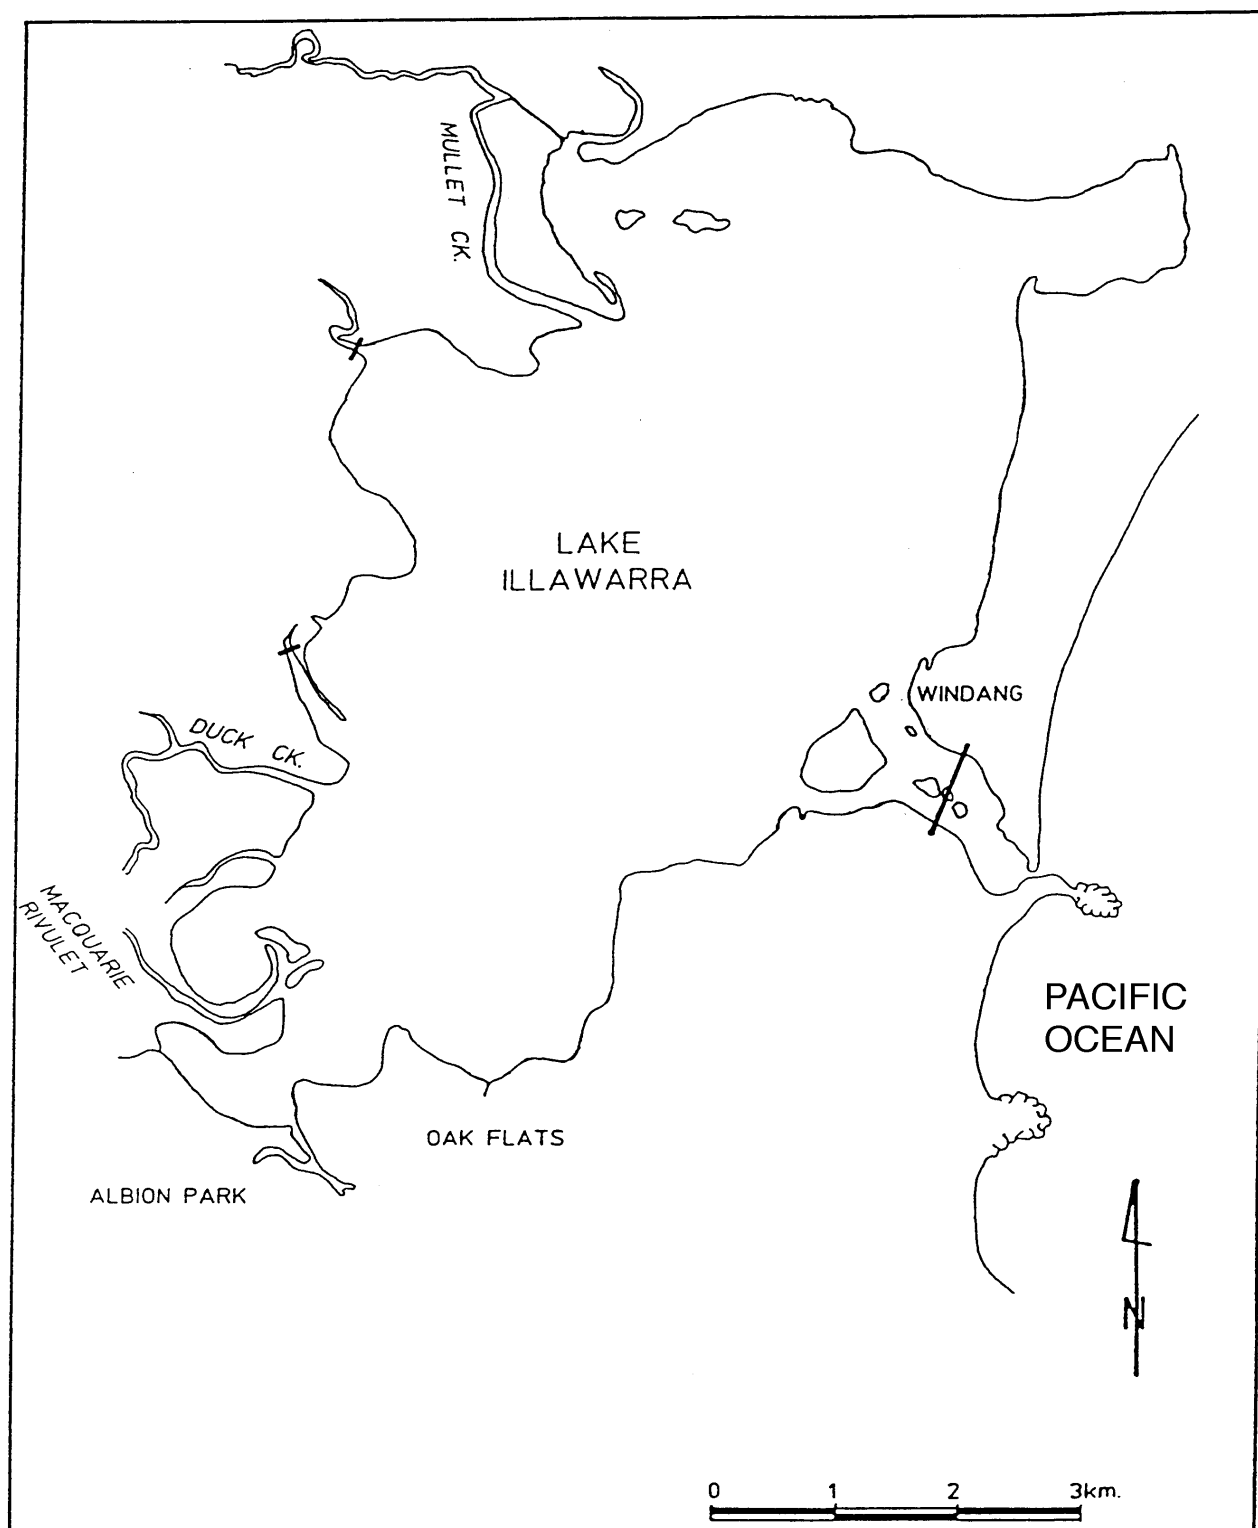 MULLET CK.
LAKE
ILLAWARRA
WINDANG
DUCK CK.
MACQUARIE
RIVULET
PACIFIC
OCEAN
OAK FLATS
ALBION PARK
N
0 1 2 3km.